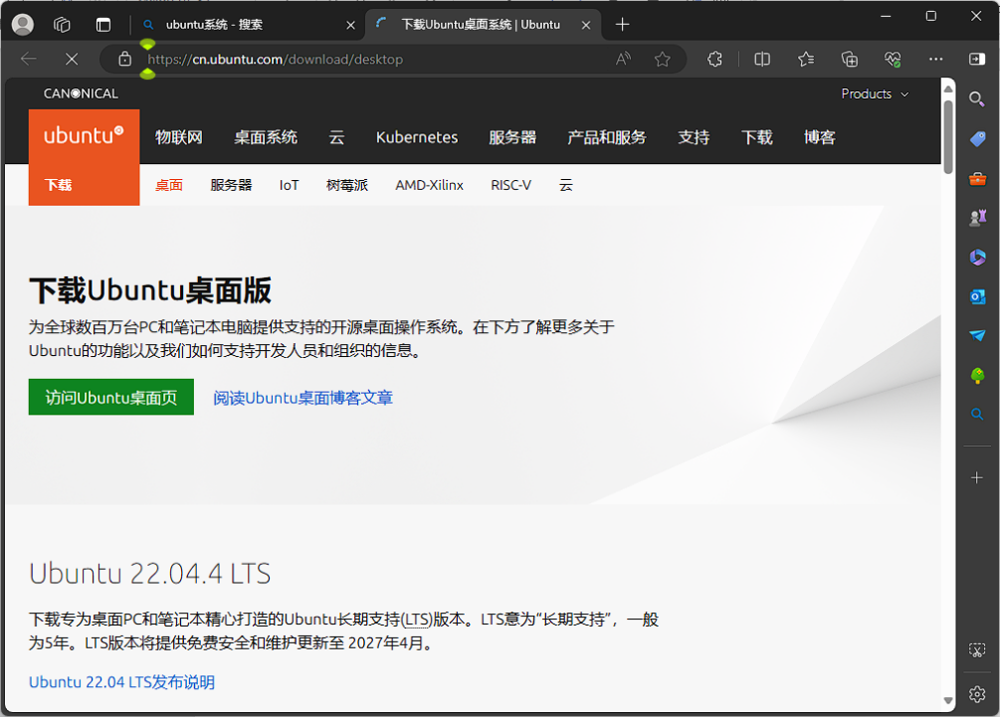 ubuntu系统 - 搜索
下载Ubuntu桌面系统 | Ubuntu
https://cn.ubuntu.com/download/desktop
CANONICAL
Products
ubuntu
物联网 桌面系统 云 Kubernetes 服务器 产品和服务 支持 下载 博客
下载 桌面 服务器 IoT 树莓派 AMD-Xilinx RISC-V 云
下载Ubuntu桌面版
为全球数百万台PC和笔记本电脑提供支持的开源桌面操作系统。在下方了解更多关于
Ubuntu的功能以及我们如何支持开发人员和组织的信息。
访问Ubuntu桌面页 阅读Ubuntu桌面博客文章
Ubuntu 22.04.4 LTS
下载专为桌面PC和笔记本精心打造的Ubuntu长期支持(LTS)版本。LTS意为“长期支持”，一般
为5年。LTS版本将提供免费安全和维护更新至 2027年4月。
Ubuntu 22.04 LTS发布说明